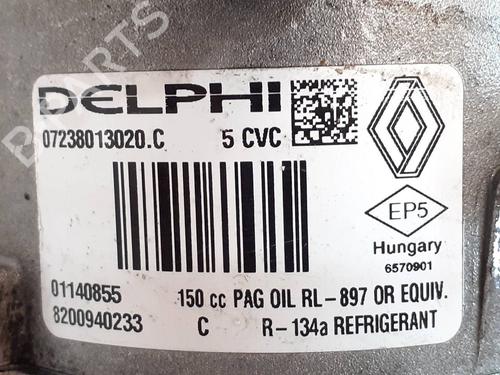 DELPHI
07238013020.C 5 CVC
EP5
Hungary
6570901
01140855 150 cc PAG OIL RL-897 OR EQUIV.
8200940233 C R-134a REFRIGERANT